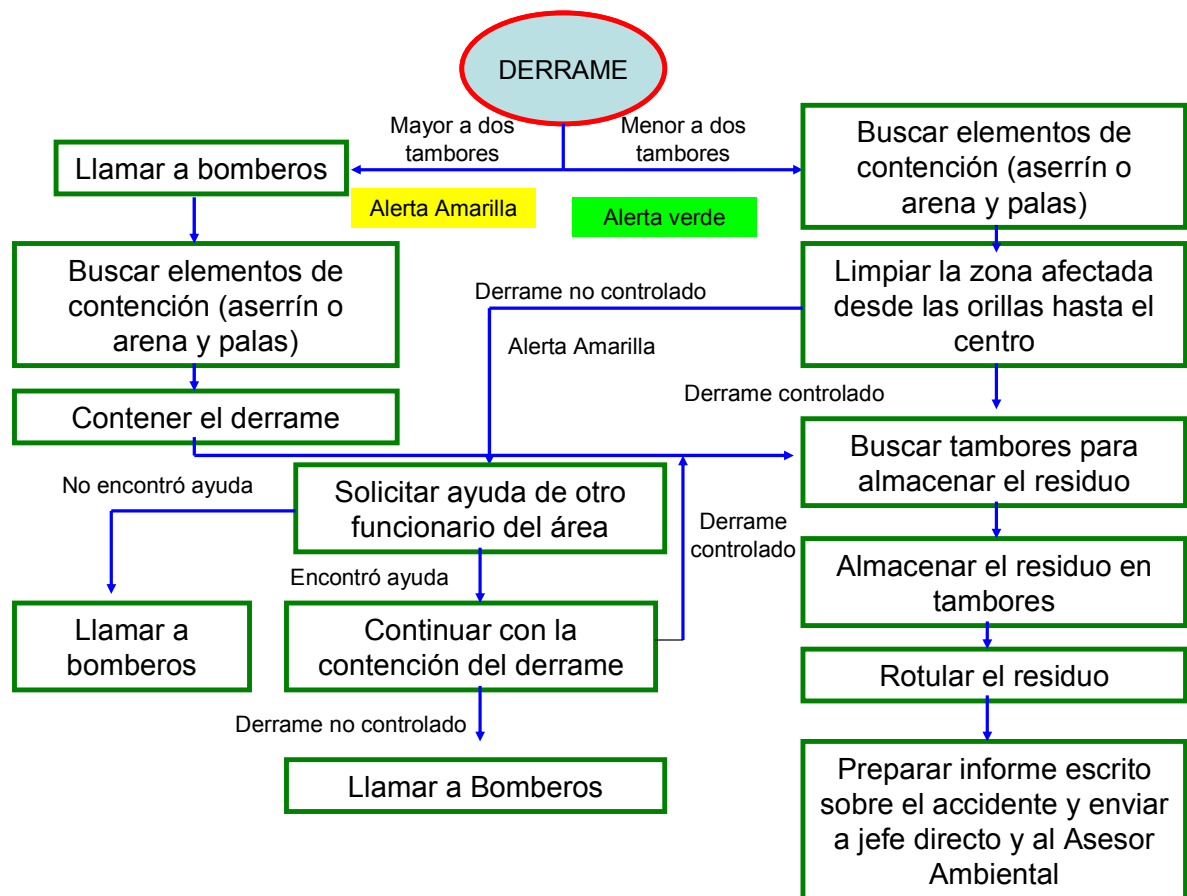 DERRAME
Mayor a dos
tambores
Menor a dos
tambores
Llamar a bomberos
Alerta Amarilla
Alerta verde
Buscar elementos de
contención (aserrín o
arena y palas)
Buscar elementos de
contención (aserrín o
arena y palas)
Limpiar la zona afectada
desde las orillas hasta el
centro
Derrame no controlado
Alerta Amarilla
Derrame controlado
Contener el derrame
Buscar tambores para
almacenar el residuo
No encontró ayuda
Solicitar ayuda de otro
funcionario del área
Derrame
controlado
Encontró ayuda
Almacenar el residuo en
tambores
Llamar a
bomberos
Continuar con la
contención del derrame
Rotular el residuo
Derrame no controlado
Llamar a Bomberos
Preparar informe escrito
sobre el accidente y enviar
a jefe directo y al Asesor
Ambiental